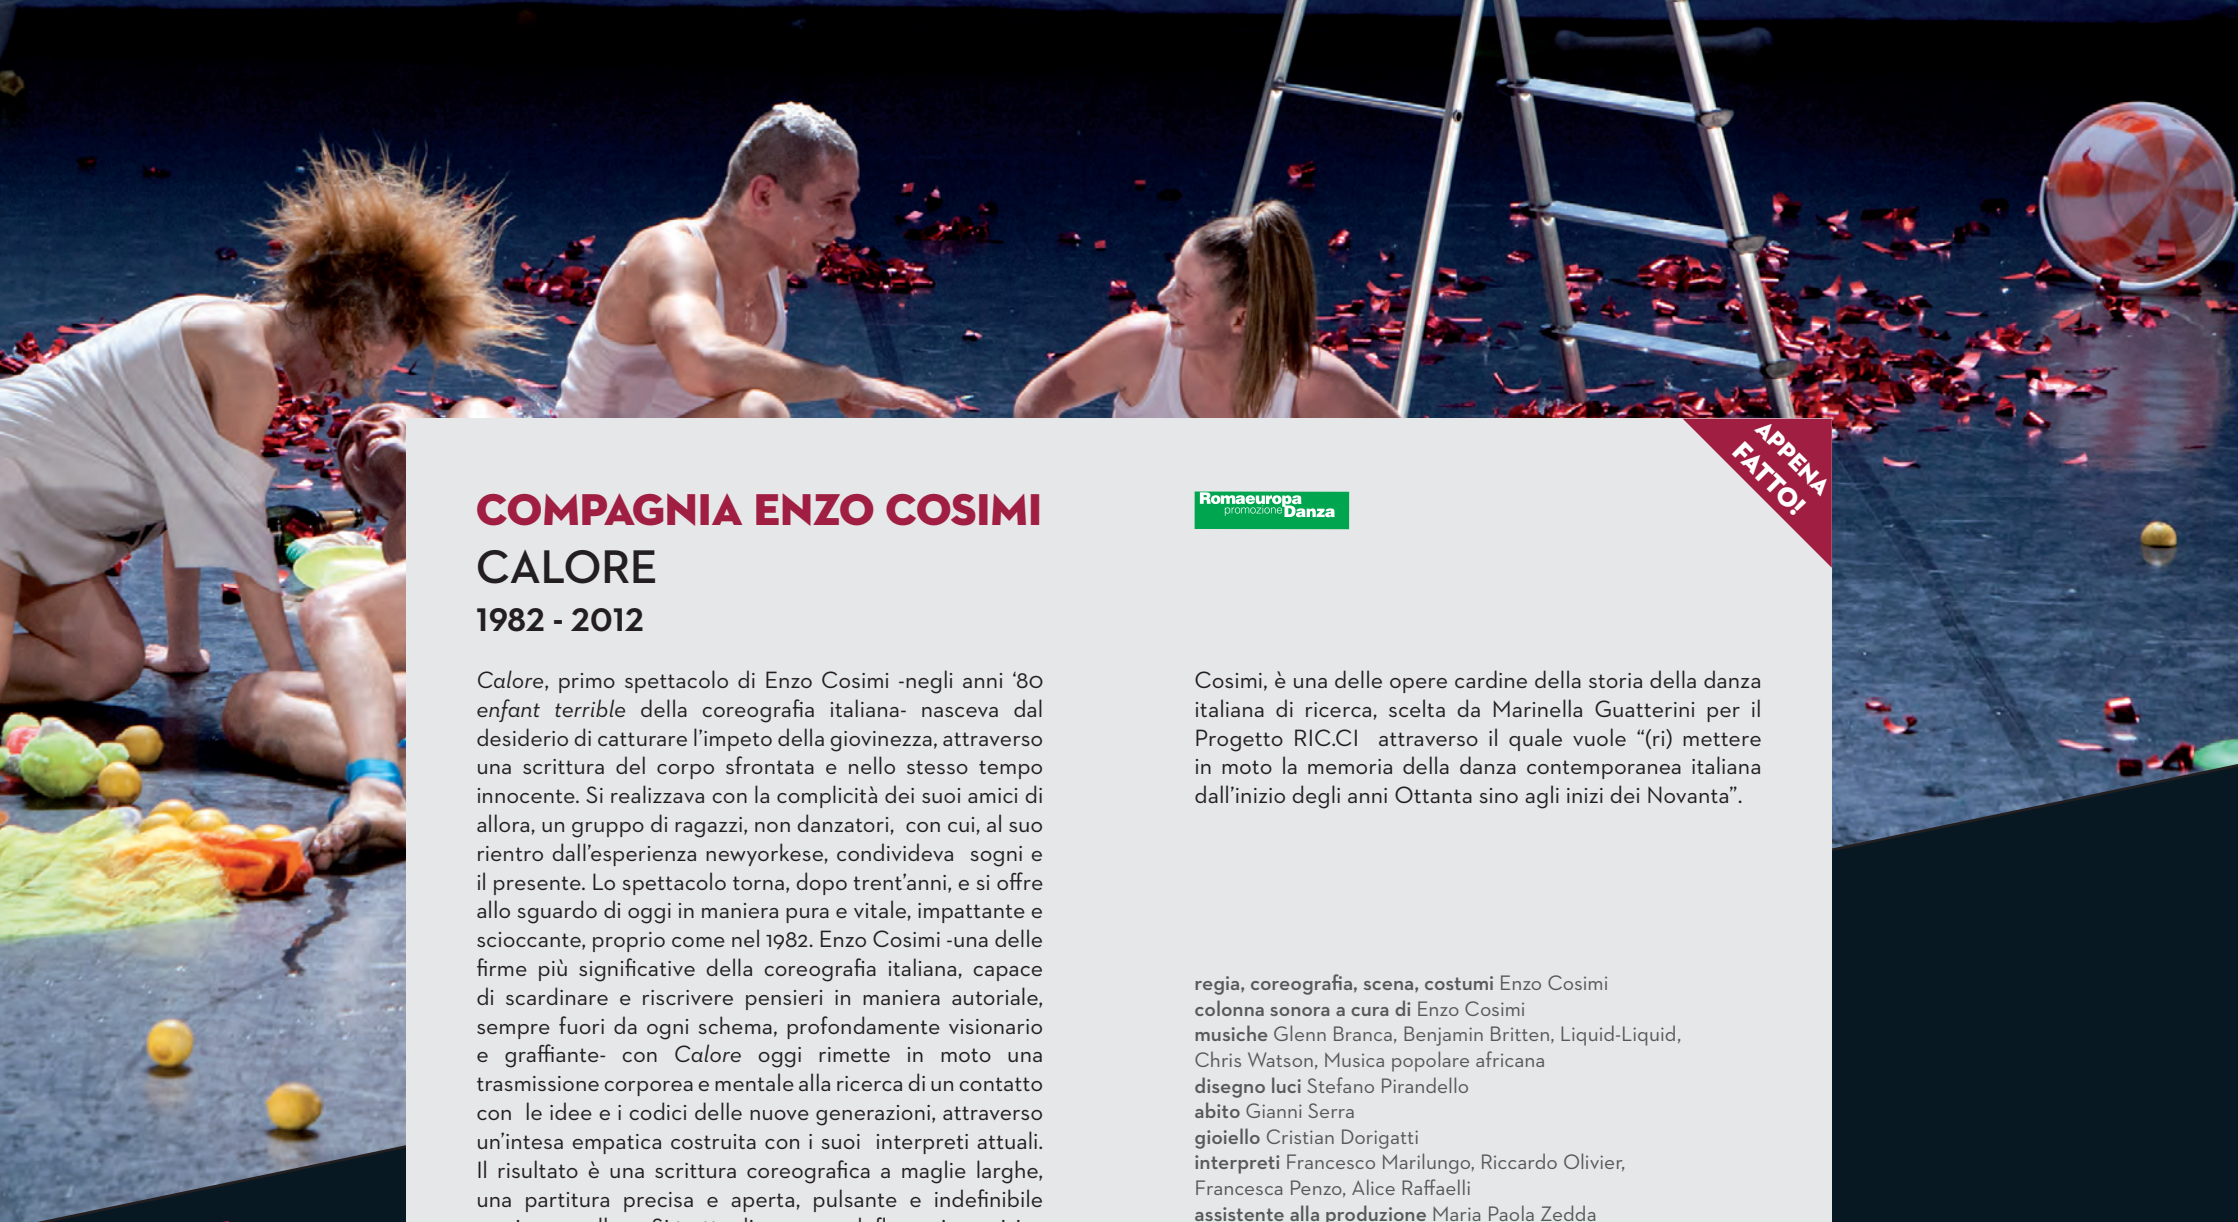 APPENA
FATTO!
COMPAGNIA ENZO COSIMI
CALORE
1982 - 2012
Calore, primo spettacolo di Enzo Cosimi -negli anni ‘80
enfant terrible della coreografia italiana- nasceva dal
desiderio di catturare l’impeto della giovinezza, attraverso
una scrittura del corpo sfrontata e nello stesso tempo
innocente. Si realizzava con la complicità dei suoi amici di
allora, un gruppo di ragazzi, non danzatori, con cui, al suo
rientro dall’esperienza newyorkese, condivideva sogni e
il presente. Lo spettacolo torna, dopo trent’anni, e si offre
allo sguardo di oggi in maniera pura e vitale, impattante e
scioccante, proprio come nel 1982. Enzo Cosimi -una delle
firme più significative della coreografia italiana, capace
di scardinare e riscrivere pensieri in maniera autoriale,
sempre fuori da ogni schema, profondamente visionario
e graffiante- con Calore oggi rimette in moto una
trasmissione corporea e mentale alla ricerca di un contatto
con le idee e i codici delle nuove generazioni, attraverso
un’intesa empatica costruita con i suoi interpreti attuali.
Il risultato è una scrittura coreografica a maglie larghe,
una partitura precisa e aperta, pulsante e indefinibile
Romaeuropa
promozione Danza
Cosimi, è una delle opere cardine della storia della danza
italiana di ricerca, scelta da Marinella Guatterini per il
Progetto RIC.CI attraverso il quale vuole “(ri) mettere
in moto la memoria della danza contemporanea italiana
dall’inizio degli anni Ottanta sino agli inizi dei Novanta”.
regia, coreografia, scena, costumi Enzo Cosimi
colonna sonora a cura di Enzo Cosimi
musiche Glenn Branca, Benjamin Britten, Liquid-Liquid,
Chris Watson, Musica popolare africana
disegno luci Stefano Pirandello
abito Gianni Serra
gioiello Cristian Dorigatti
interpreti Francesco Marilungo, Riccardo Olivier,
Francesca Penzo, Alice Raffaelli
assistente alla produzione Maria Paola Zedda